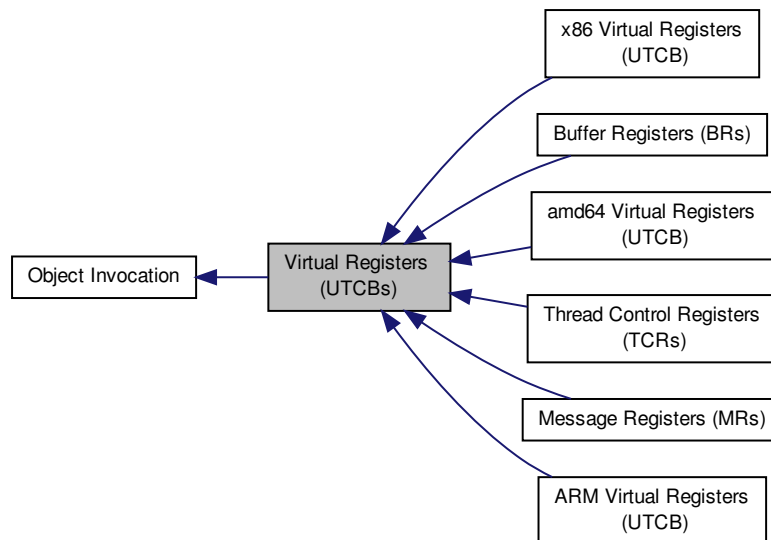 Object Invocation
Virtual Registers
(UTCBs)
x86 Virtual Registers
(UTCB)
Buffer Registers (BRs)
amd64 Virtual Registers
(UTCB)
Thread Control Registers
(TCRs)
Message Registers (MRs)
ARM Virtual Registers
(UTCB)